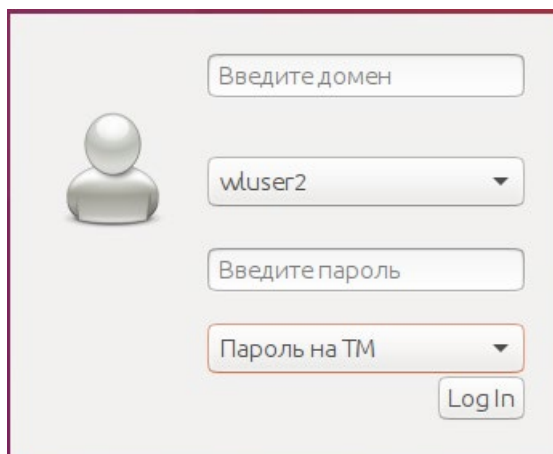 Введите домен
wluser2
Введите пароль
Пароль на ТМ
Log In